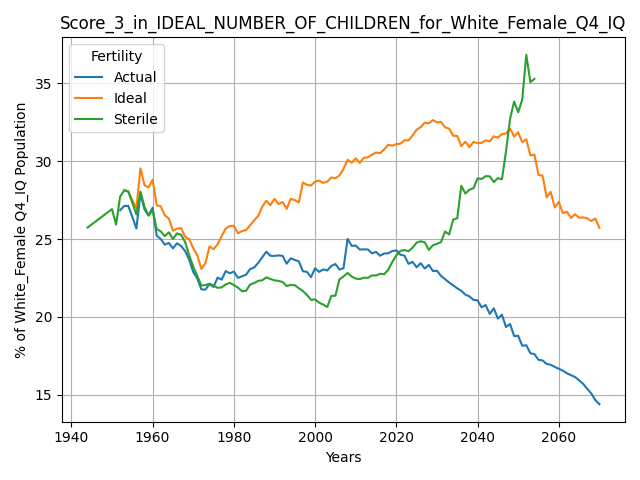 Score_3_in_IDEAL_NUMBER_OF_CHILDREN_for_White_Female_Q4_IQ
Fertility
Actual
Ideal
Sterile
% of White_Female Q4_IQ Population
35
30
25
20
15
1940 1960 1980 2000 2020 2040 2060
Years